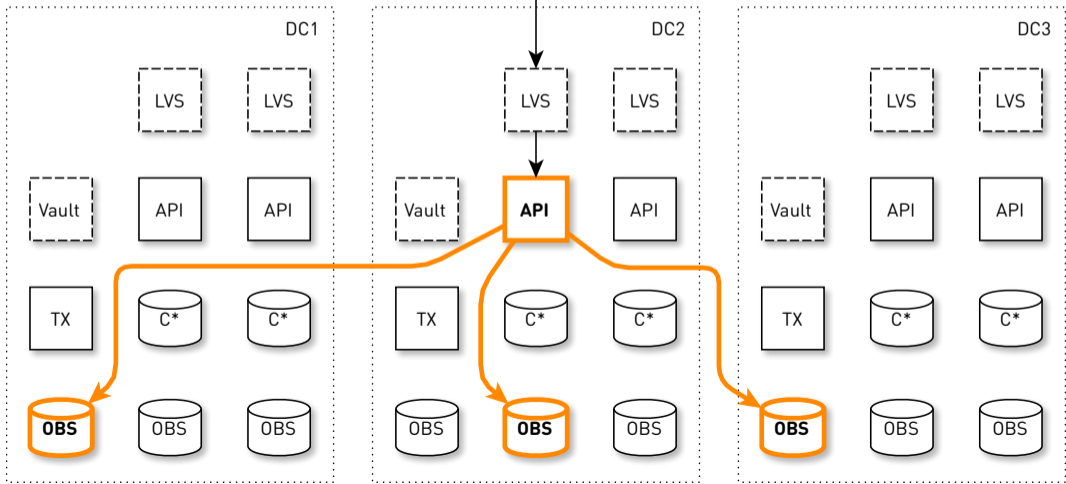 DC1 DC2 DC3
LVS LVS LVS LVS LVS LVS
Vault API API Vault API API Vault API API
TX C* C* TX C* C* TX C* C*
OBS OBS OBS OBS OBS OBS OBS OBS OBS